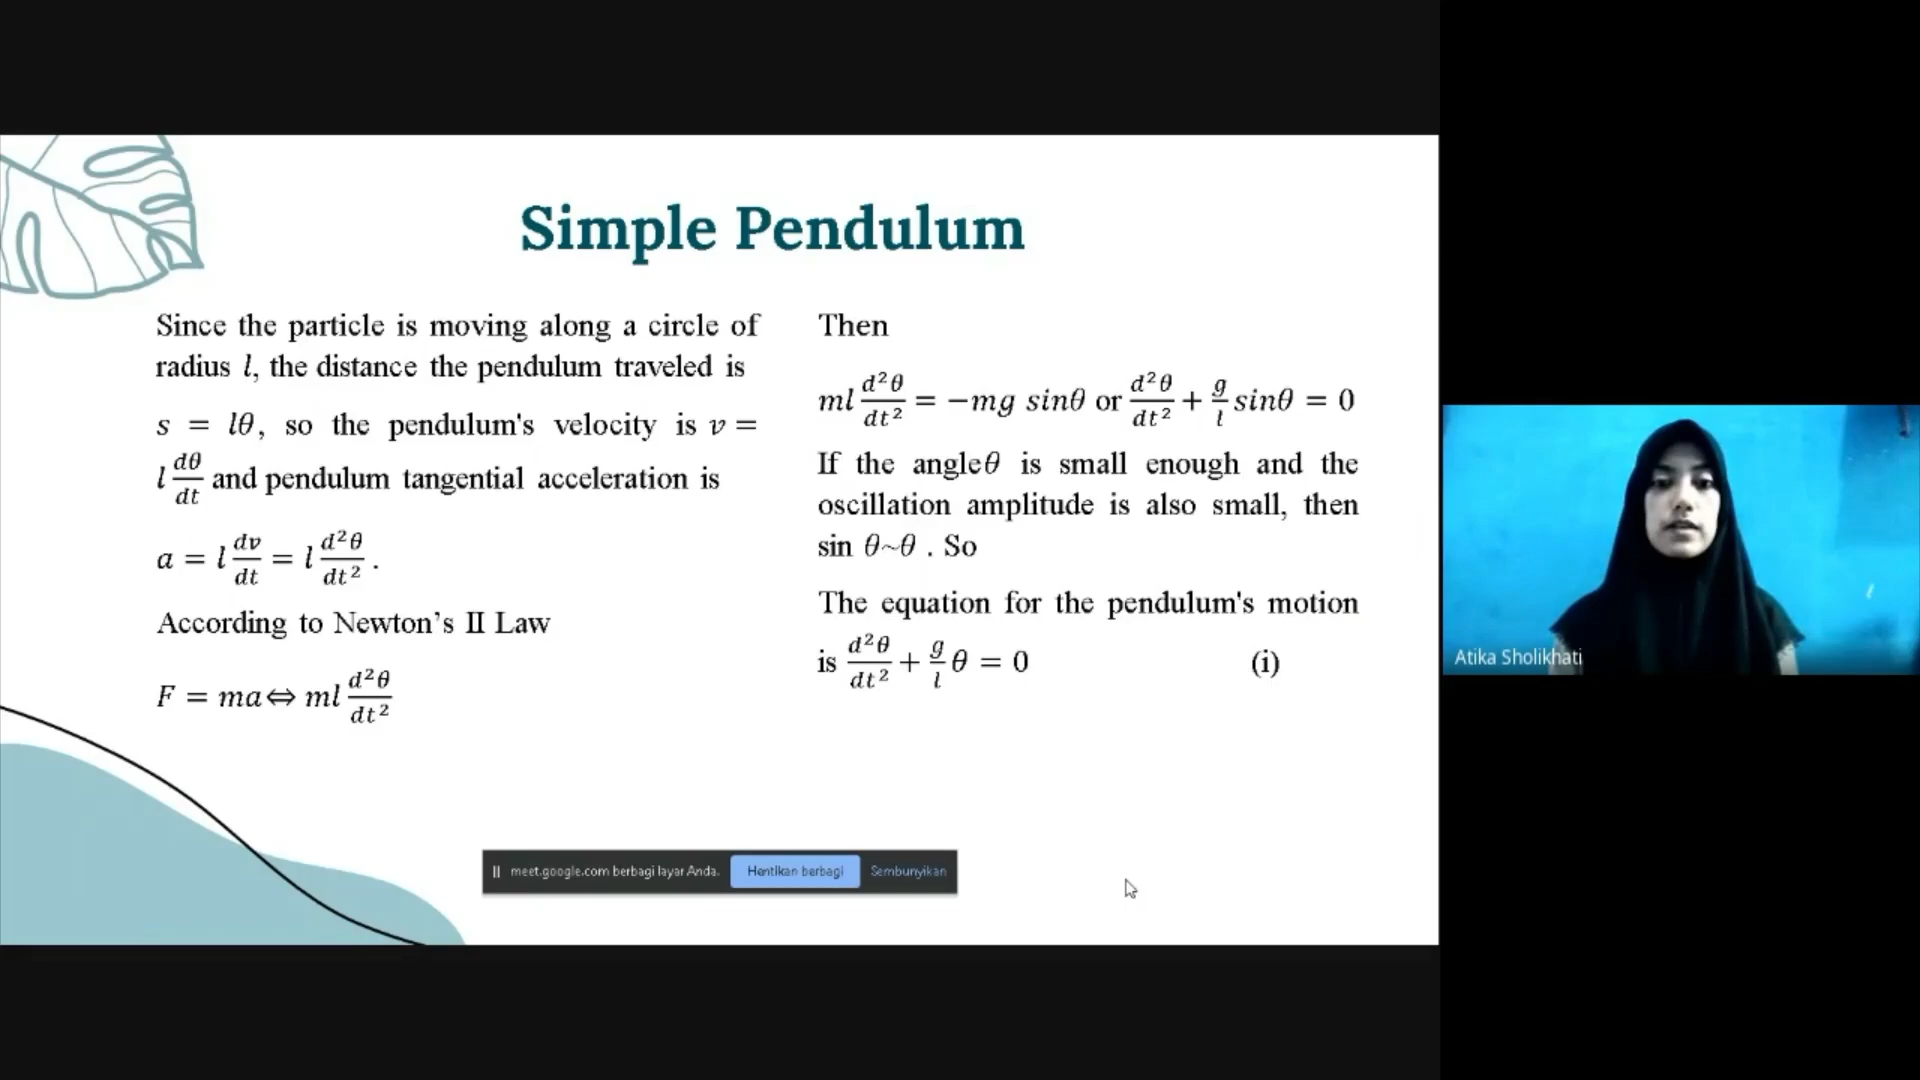 Simple Pendulum
Since the particle is moving along a circle of
radius l, the distance the pendulum traveled is
s = lθ, so the pendulum's velocity is v =
l dθ/dt and pendulum tangential acceleration is
a = l dv/dt = l d²θ/dt² .
According to Newton’s II Law
F = ma⇔ ml d²θ/dt²
Then
ml d²θ/dt² = −mg sinθ or d²θ/dt² + g/l sinθ = 0
If the angleθ is small enough and the
oscillation amplitude is also small, then
sin θ~θ . So
The equation for the pendulum's motion
is d²θ/dt² + g/l θ = 0 (i)
meet.google.com berbagi layar Anda. Hentikan berbagi Sembunyikan
Atika Sholikhati